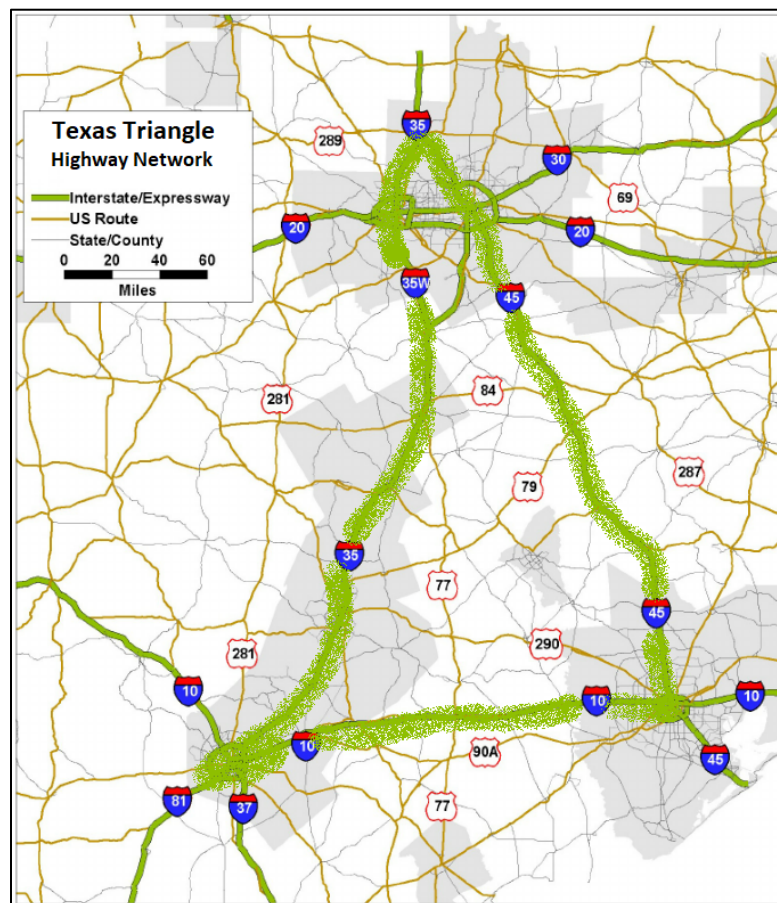 Texas Triangle
Highway Network
Interstate/Expressway
US Route
State/County
0 20 40 60
Miles
35
289
30
69
20
20
35W
45
84
281
287
79
35
77
45
281
290
10
10
10
10
90A
45
81
37
77